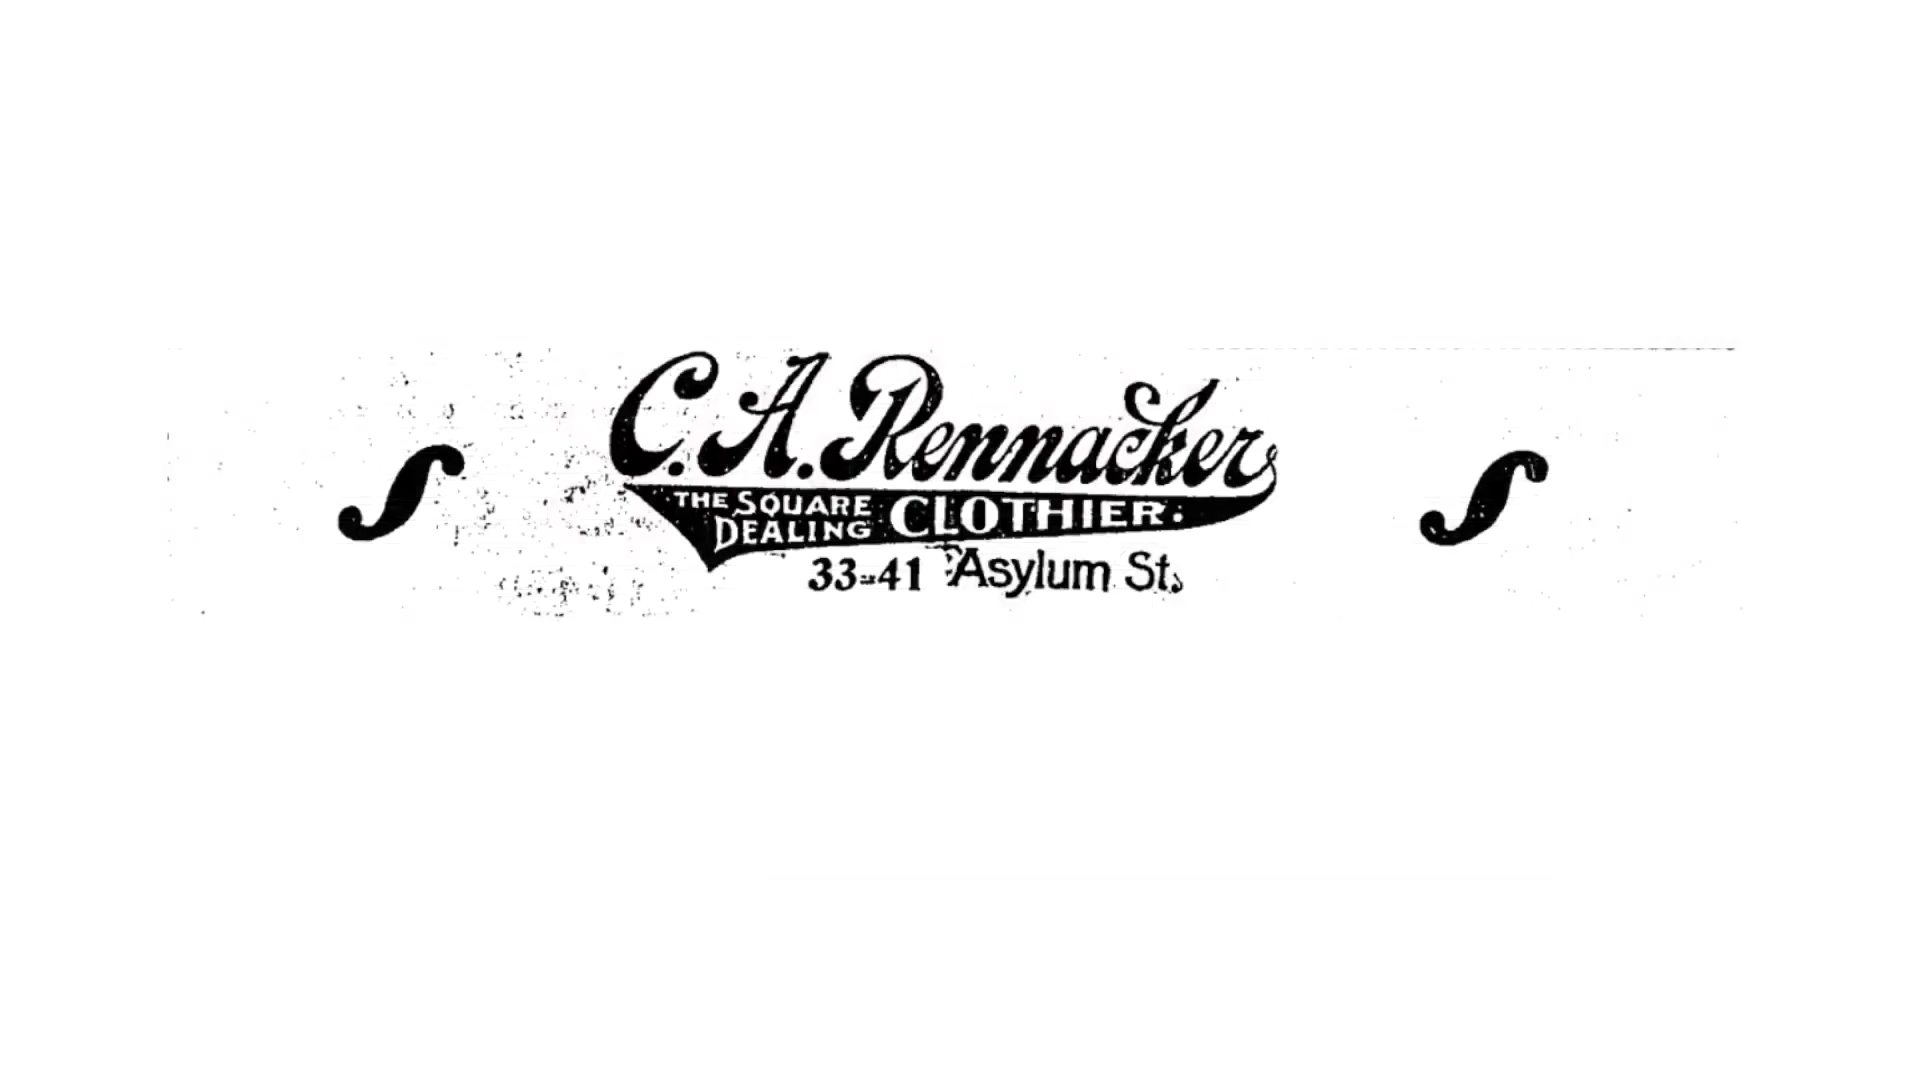 C. A. Rennacker
THE SQUARE
DEALING CLOTHIER.
33-41 Asylum St.